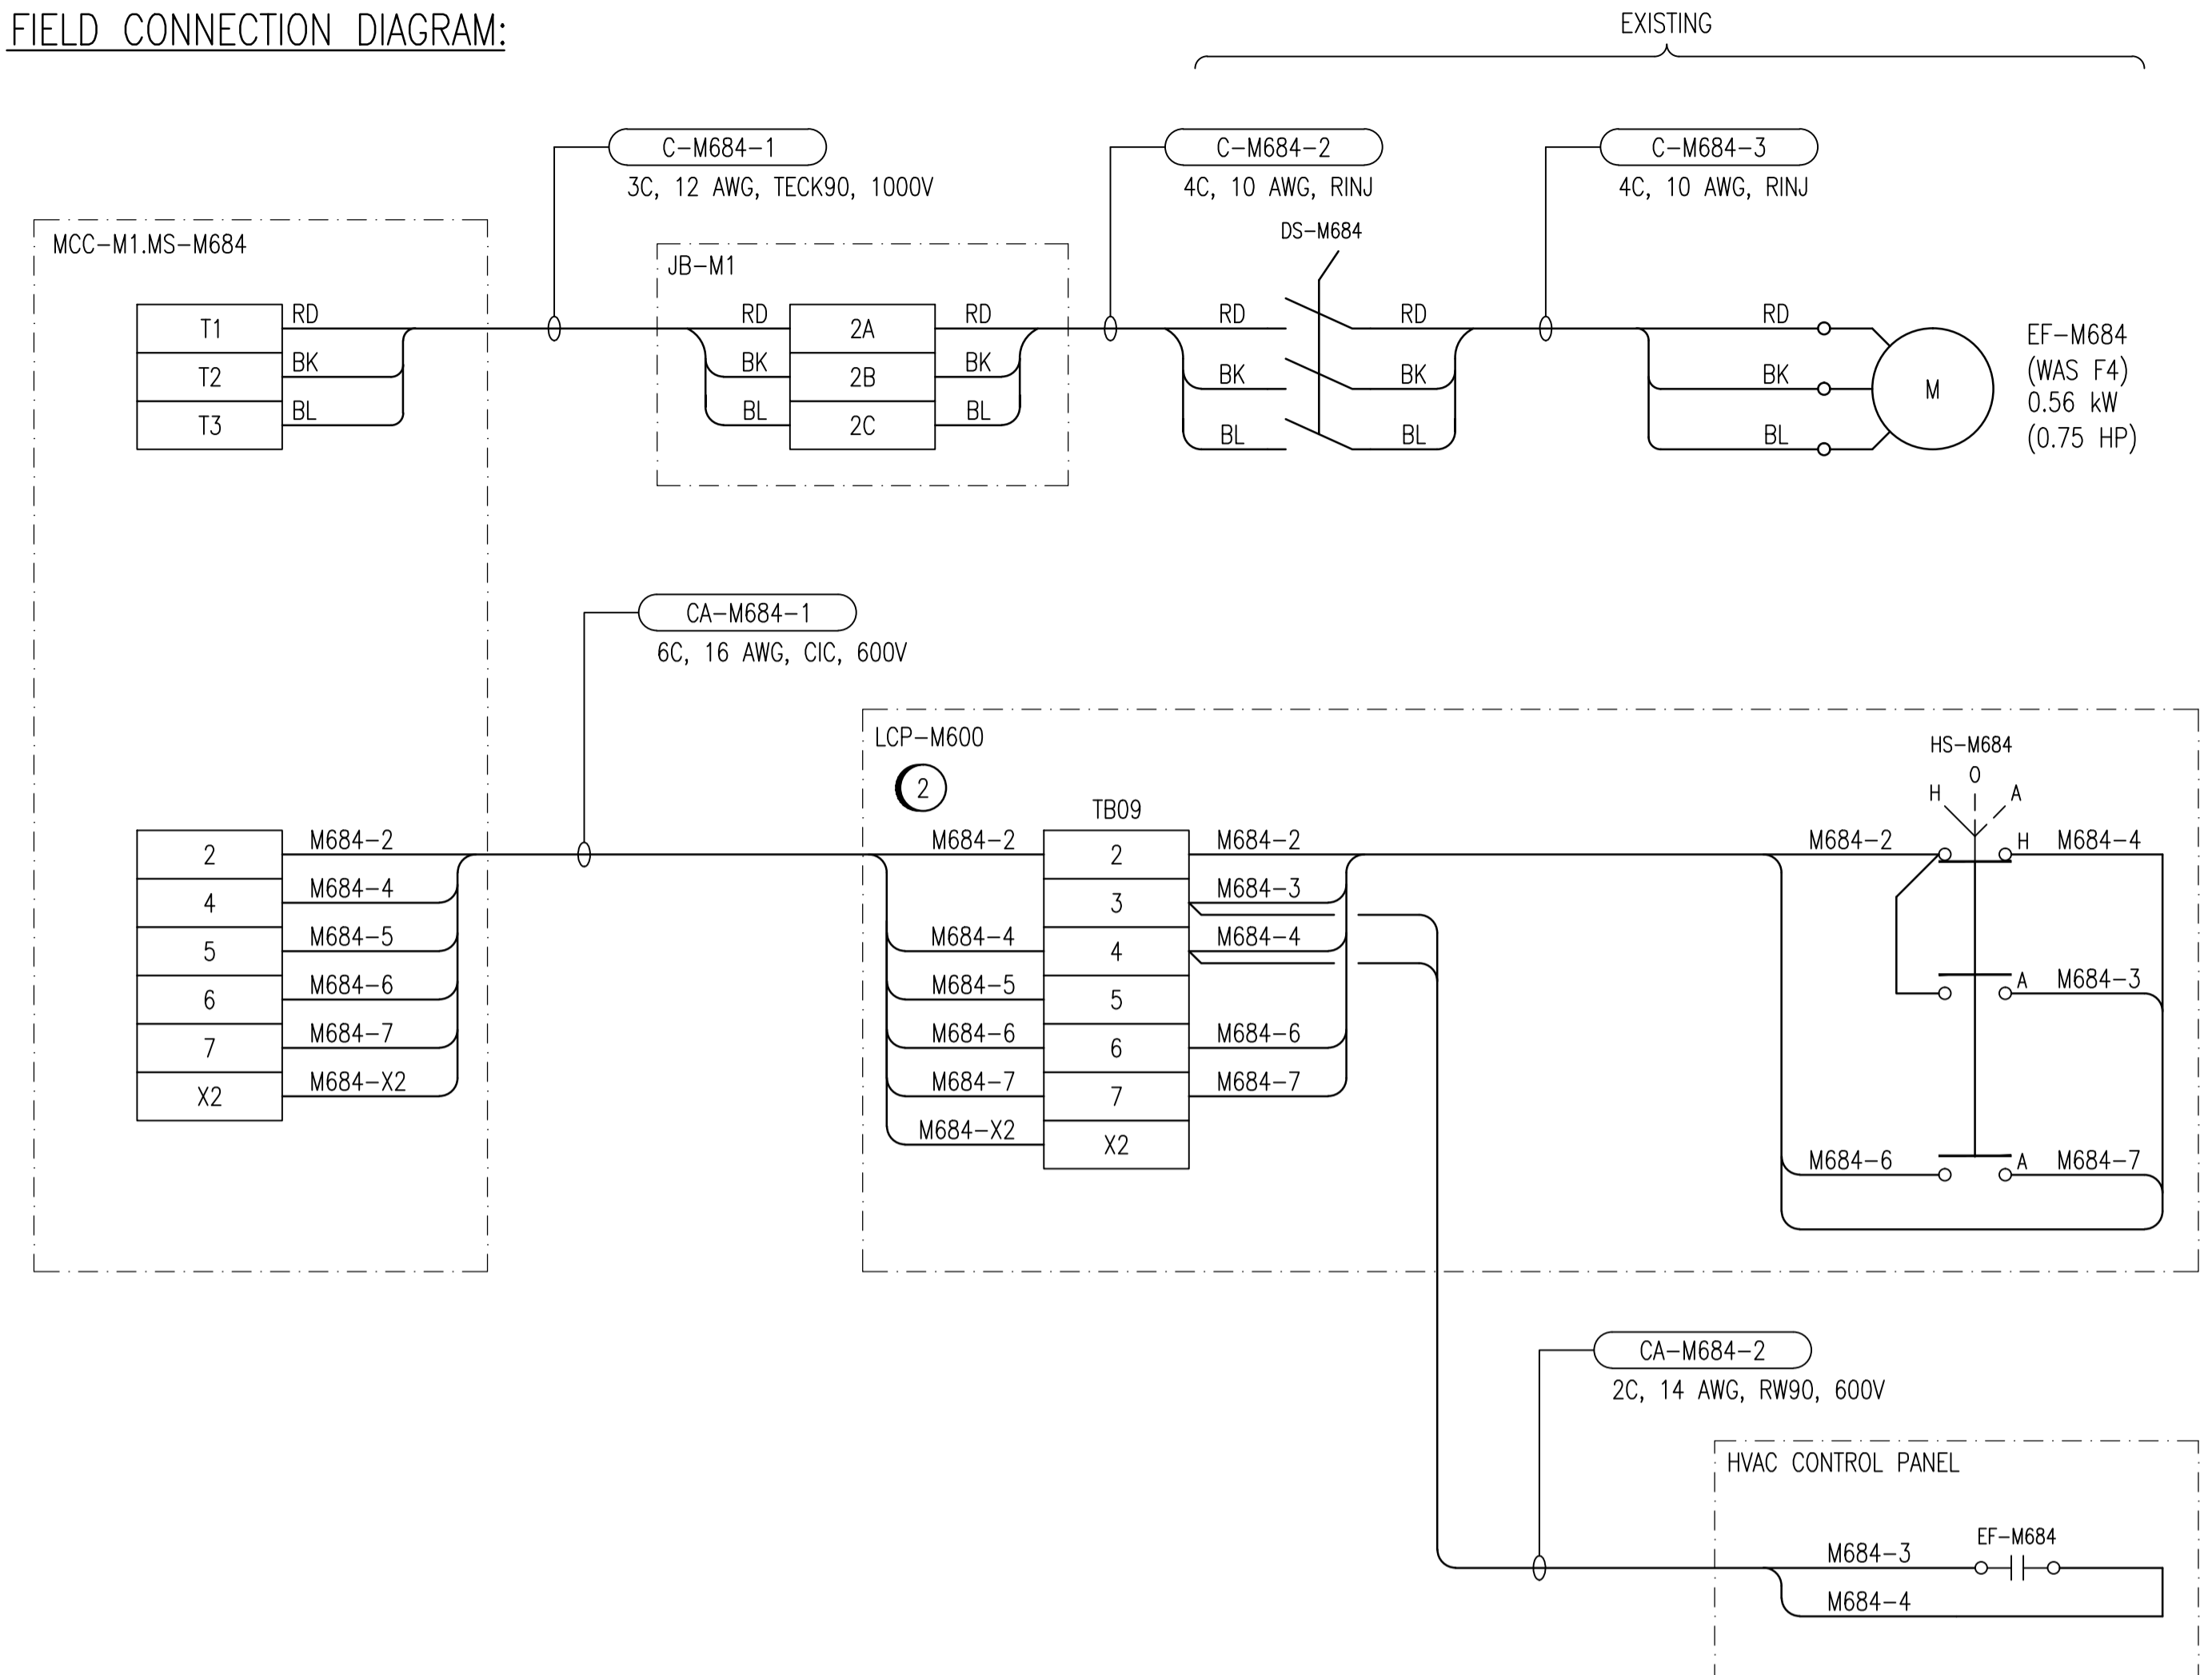 FIELD CONNECTION DIAGRAM:
EXISTING
C-M684-1
3C, 12 AWG, TECK90, 1000V
C-M684-2
4C, 10 AWG, RINJ
C-M684-3
4C, 10 AWG, RINJ
DS-M684
MCC-M1.MS-M684
JB-M1
T1
RD
RD
2A
RD
RD
RD
RD
T2
BK
BK
2B
BK
BK
BK
BK
T3
BL
BL
2C
BL
BL
BL
BL
M
EF-M684
(WAS F4)
0.56 kW
(0.75 HP)
CA-M684-1
6C, 16 AWG, CIC, 600V
LCP-M600
2
TB09
HS-M684
O
H
A
2
M684-2
4
M684-4
5
M684-5
6
M684-6
7
M684-7
X2
M684-X2
M684-2
2
M684-2
3
M684-3
M684-4
4
M684-4
M684-5
5
M684-6
6
M684-6
M684-7
7
M684-7
M684-X2
X2
M684-2
H
M684-4
A
M684-3
M684-6
A
M684-7
CA-M684-2
2C, 14 AWG, RW90, 600V
HVAC CONTROL PANEL
M684-3
EF-M684
M684-4